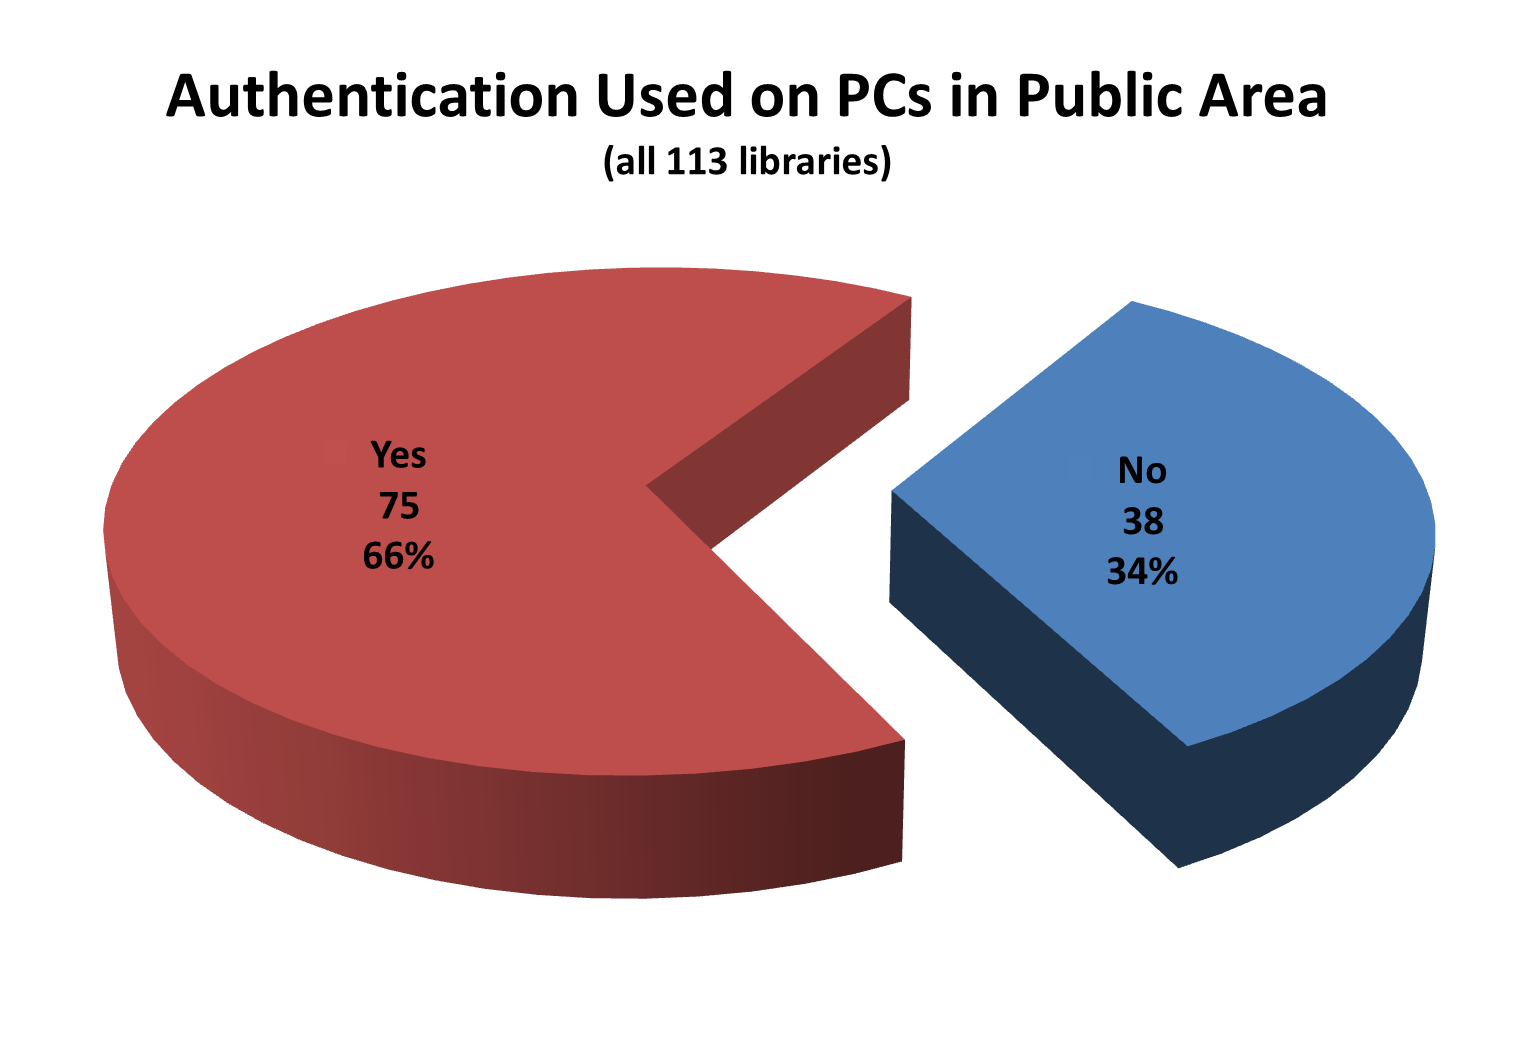 Authentication Used on PCs in Public Area
(all 113 libraries)
Yes
75
66%
No
38
34%